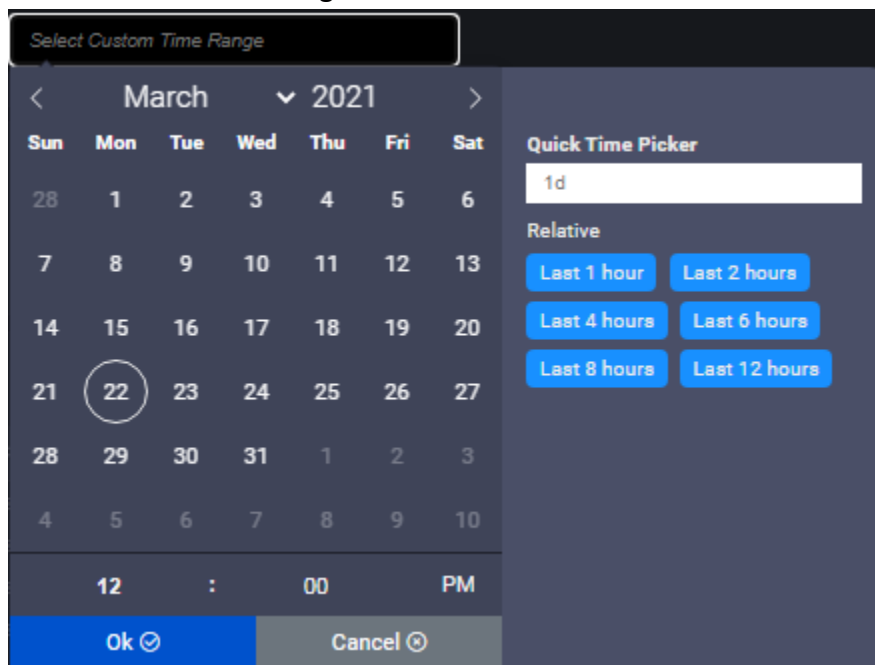 Select Custom Time Range
March 2021
Sun Mon Tue Wed Thu Fri Sat
28 1 2 3 4 5 6
7 8 9 10 11 12 13
14 15 16 17 18 19 20
21 22 23 24 25 26 27
28 29 30 31 1 2 3
4 5 6 7 8 9 10
12 : 00 PM
Ok Cancel
Quick Time Picker
1d
Relative
Last 1 hour Last 2 hours
Last 4 hours Last 6 hours
Last 8 hours Last 12 hours